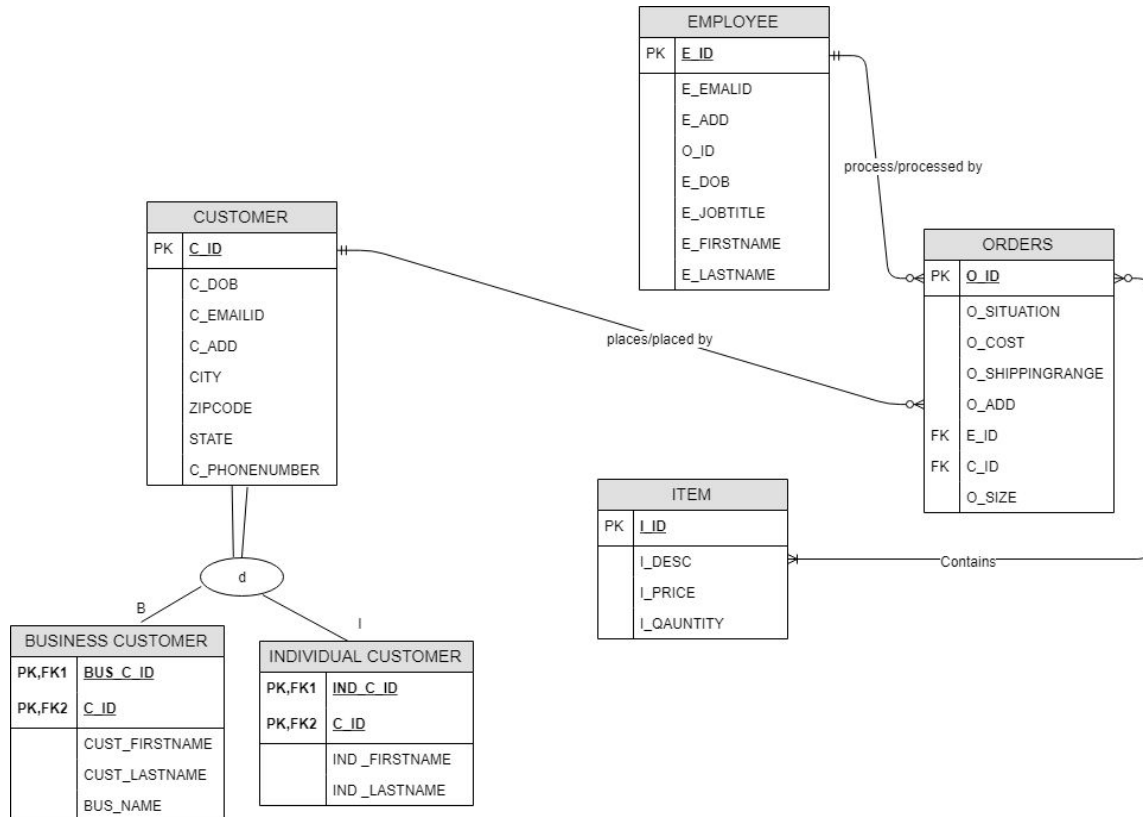 EMPLOYEE
PK E_ID
E_EMALID
E_ADD
O_ID
E_DOB
E_JOBTITLE
E_FIRSTNAME
E_LASTNAME
process/processed by
CUSTOMER
PK C_ID
C_DOB
C_EMAILID
C_ADD
CITY
ZIPCODE
STATE
C_PHONENUMBER
places/placed by
ORDERS
PK O_ID
O_SITUATION
O_COST
O_SHIPPINGRANGE
O_ADD
FK E_ID
FK C_ID
O_SIZE
ITEM
PK I_ID
I_DESC
I_PRICE
I_QAUNTITY
Contains
d
B
I
BUSINESS CUSTOMER
PK,FK1 BUS_C_ID
PK,FK2 C_ID
CUST_FIRSTNAME
CUST_LASTNAME
BUS_NAME
INDIVIDUAL CUSTOMER
PK,FK1 IND_C_ID
PK,FK2 C_ID
IND _FIRSTNAME
IND _LASTNAME